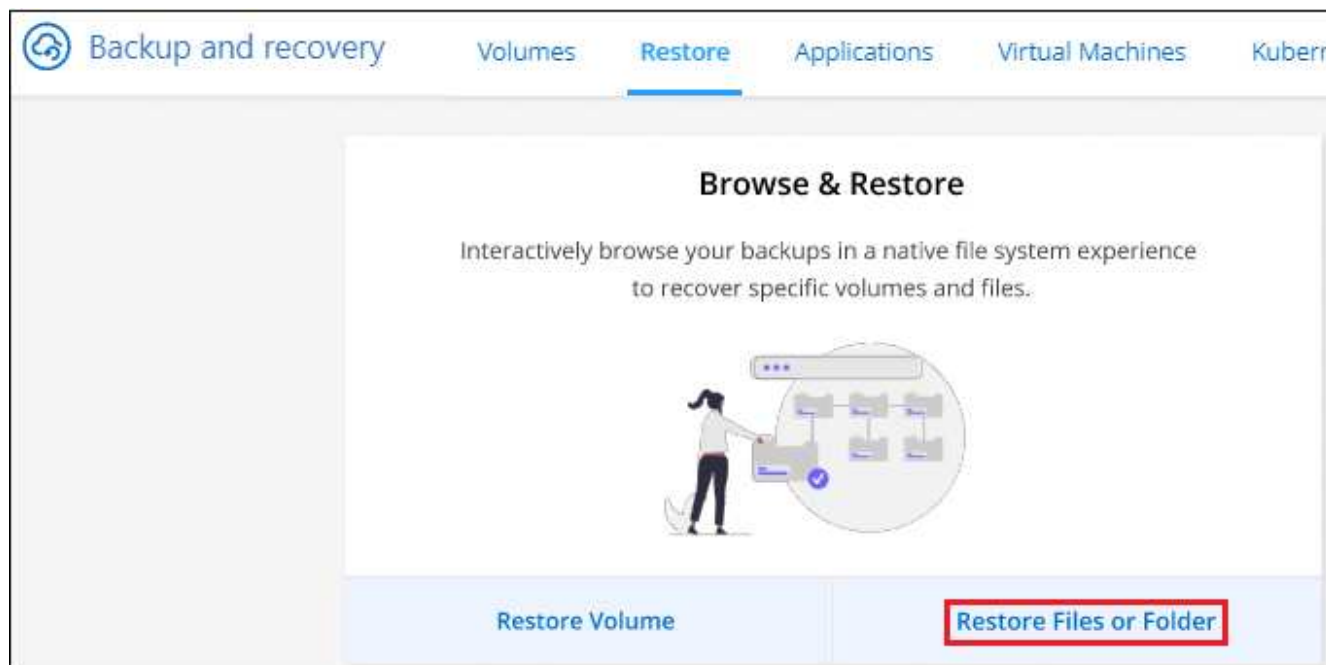 Backup and recovery Volumes Restore Applications Virtual Machines Kubern
Browse & Restore
Interactively browse your backups in a native file system experience
to recover specific volumes and files.
Restore Volume Restore Files or Folder